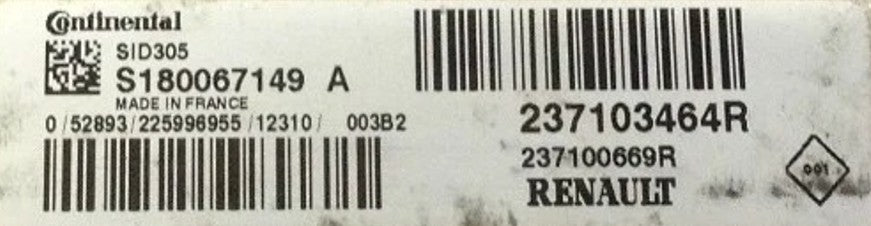 Continental
SID305
S180067149 A
MADE IN FRANCE
0/52893/225996955/12310/ 003B2
237103464R
237100669R
RENAULT
001